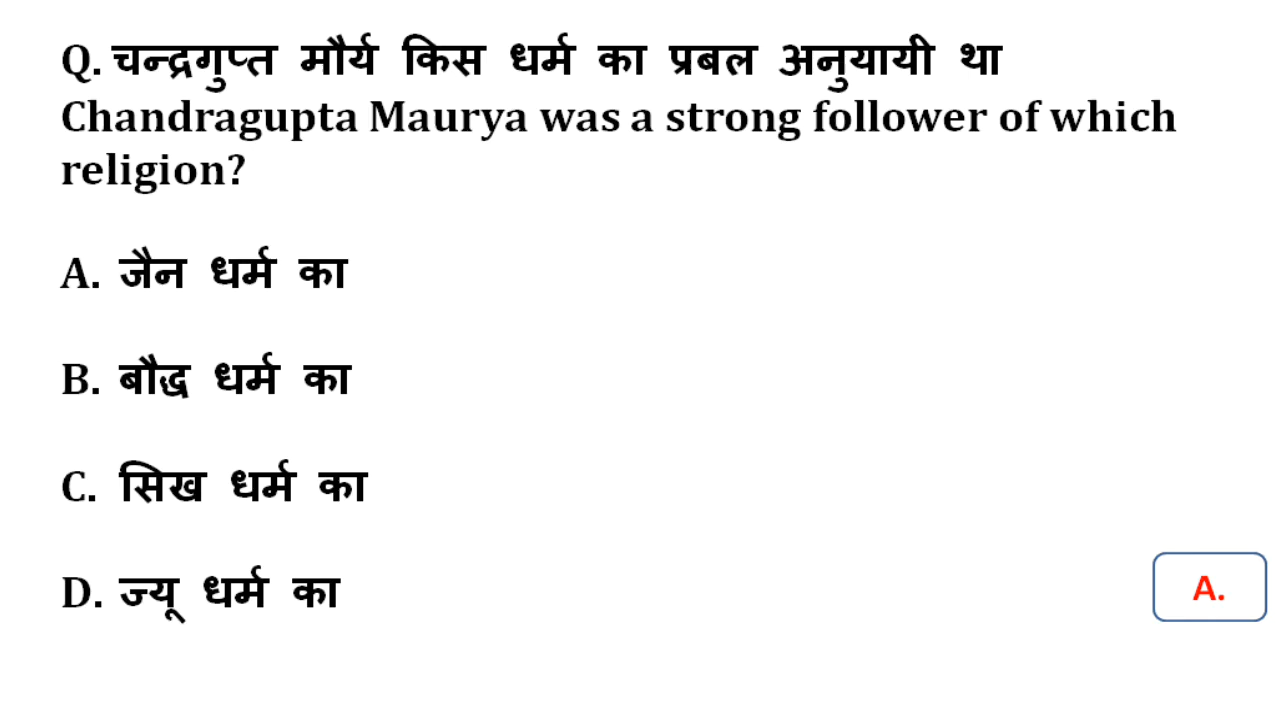 Q. चन्द्रगुप्त मौर्य किस धर्म का प्रबल अनुयायी था
Chandragupta Maurya was a strong follower of which
religion?
A. जैन धर्म का
B. बौद्ध धर्म का
C. सिख धर्म का
D. ज्यू धर्म का
A.